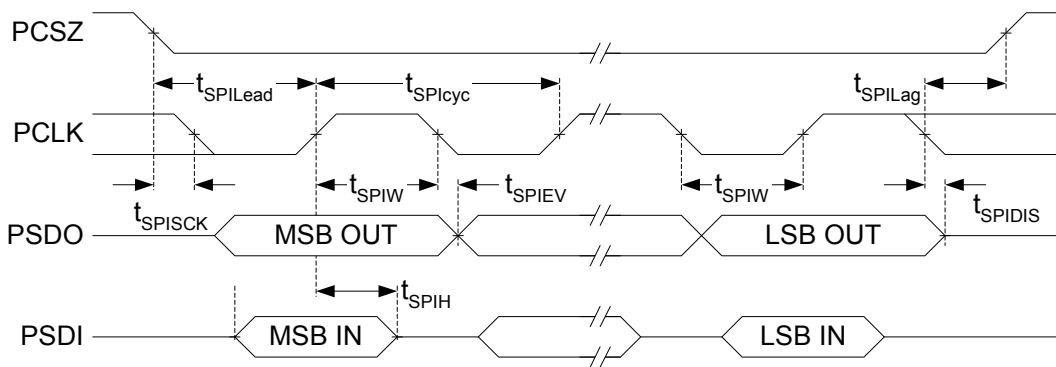 PCSZ
tSPILead
tSPIcyc
tSPILag
PCLK
tSPIW
tSPIEV
tSPIW
tSPISCK
tSPIDIS
PSDO
MSB OUT
LSB OUT
tSPIH
PSDI
MSB IN
LSB IN